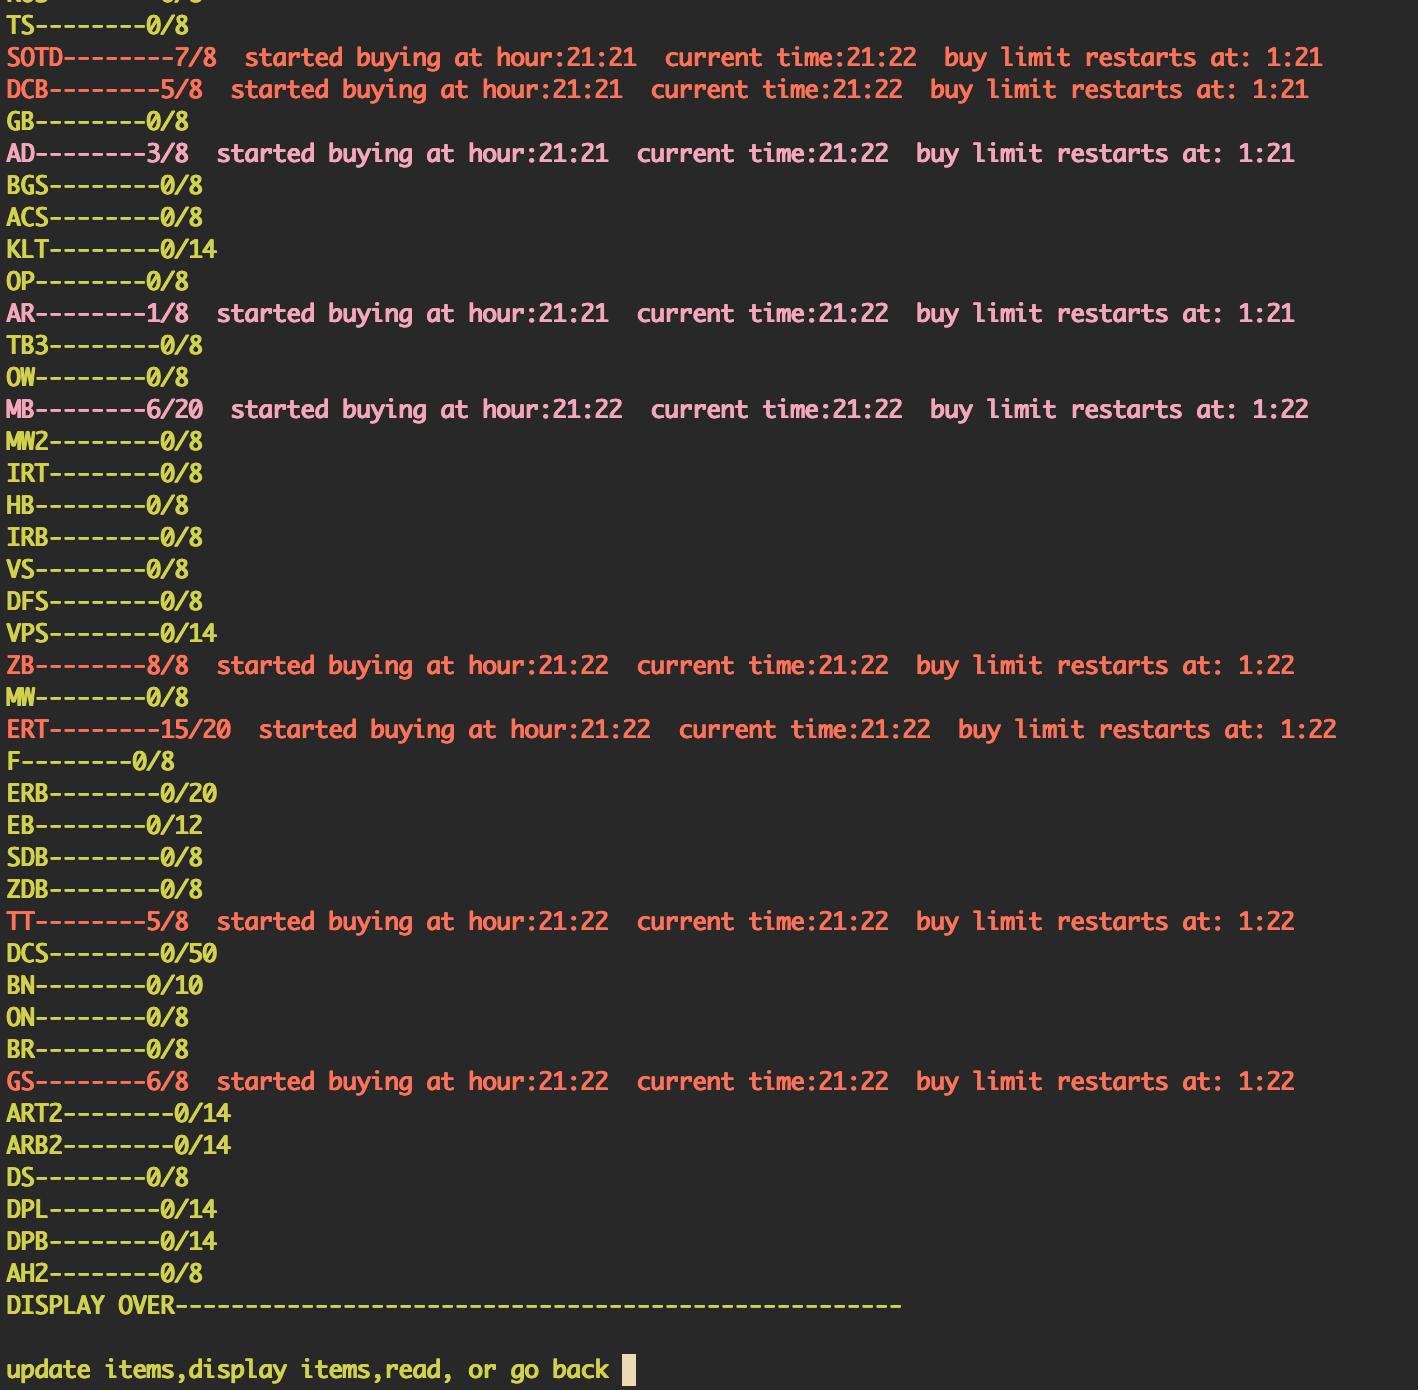 TS--------0/8
SOTD--------7/8  started buying at hour:21:21  current time:21:22  buy limit restarts at: 1:21
DCB--------5/8  started buying at hour:21:21  current time:21:22  buy limit restarts at: 1:21
GB--------0/8
AD--------3/8  started buying at hour:21:21  current time:21:22  buy limit restarts at: 1:21
BGS--------0/8
ACS--------0/8
KLT--------0/14
OP--------0/8
AR--------1/8  started buying at hour:21:21  current time:21:22  buy limit restarts at: 1:21
TB3--------0/8
OW--------0/8
MB--------6/20  started buying at hour:21:22  current time:21:22  buy limit restarts at: 1:22
MW2--------0/8
IRT--------0/8
HB--------0/8
IRB--------0/8
VS--------0/8
DFS--------0/8
VPS--------0/14
ZB--------8/8  started buying at hour:21:22  current time:21:22  buy limit restarts at: 1:22
MW--------0/8
ERT--------15/20  started buying at hour:21:22  current time:21:22  buy limit restarts at: 1:22
F--------0/8
ERB--------0/20
EB--------0/12
SDB--------0/8
ZDB--------0/8
TT--------5/8  started buying at hour:21:22  current time:21:22  buy limit restarts at: 1:22
DCS--------0/50
BN--------0/10
ON--------0/8
BR--------0/8
GS--------6/8  started buying at hour:21:22  current time:21:22  buy limit restarts at: 1:22
ART2--------0/14
ARB2--------0/14
DS--------0/8
DPL--------0/14
DPB--------0/14
AH2--------0/8
DISPLAY OVER----------------------------------------------------
update items,display items,read, or go back